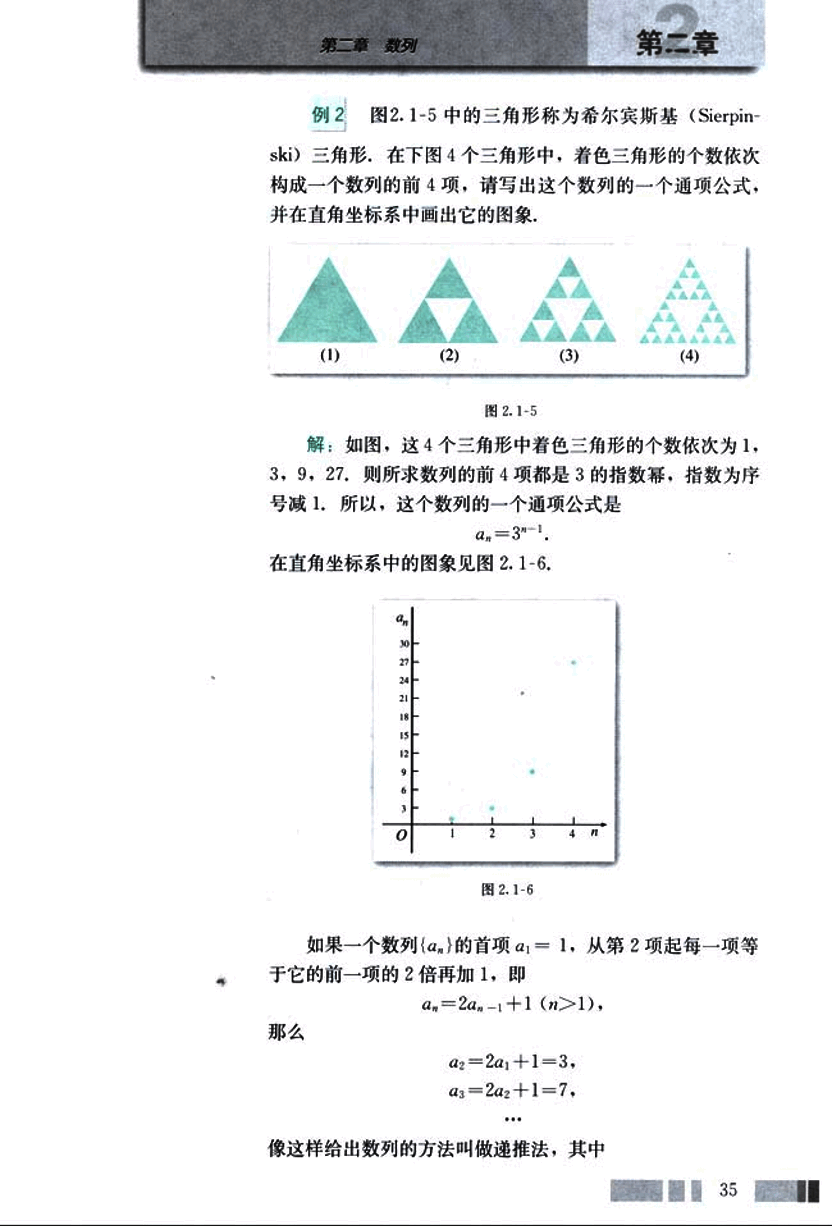 第二章 数列
第二章
例 2 图2.1-5 中的三角形称为希尔宾斯基（Sierpin-
ski）三角形．在下图 4 个三角形中，着色三角形的个数依次
构成一个数列的前 4 项，请写出这个数列的一个通项公式，
并在直角坐标系中画出它的图象．
(1) (2) (3) (4)
图 2.1-5
解：如图，这 4 个三角形中着色三角形的个数依次为 1，
3，9，27．则所求数列的前 4 项都是 3 的指数幂，指数为序
号减 1．所以，这个数列的一个通项公式是
aₙ＝3ⁿ⁻¹．
在直角坐标系中的图象见图 2.1-6．
aₙ
30
27
24
21
18
15
12
9
6
3
O 1 2 3 4 n
图 2.1-6
如果一个数列{aₙ}的首项 a₁＝1，从第 2 项起每一项等
于它的前一项的 2 倍再加 1，即
aₙ＝2aₙ₋₁＋1（n＞1），
那么
a₂＝2a₁＋1＝3，
a₃＝2a₂＋1＝7，
…
像这样给出数列的方法叫做递推法，其中
35